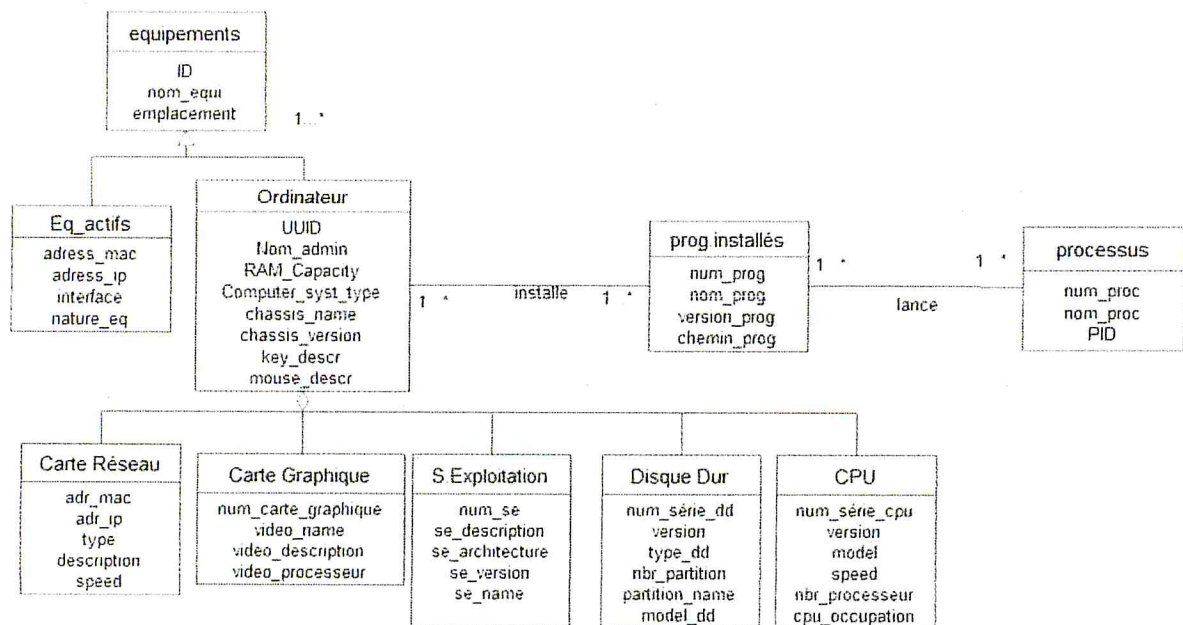 equipements
ID
nom_equi
emplacement
1...*
Eq_actifs
adress_mac
adress_ip
interface
nature_eq
Ordinateur
UUID
Nom_admin
RAM_Capacity
Computer_syst_type
chassis_name
chassis_version
key_descr
mouse_descr
1..*
installe
1..*
prog.installés
num_prog
nom_prog
version_prog
chemin_prog
1..*
lance
1..*
processus
num_proc
nom_proc
PID
Carte Réseau
adr_mac
adr_ip
type
description
speed
Carte Graphique
num_carte_graphique
video_name
video_description
video_processeur
S.Exploitation
num_se
se_description
se_architecture
se_version
se_name
Disque Dur
num_série_dd
version
type_dd
nbr_partition
partition_name
model_dd
CPU
num_série_cpu
version
model
speed
nbr_processeur
cpu_occupation